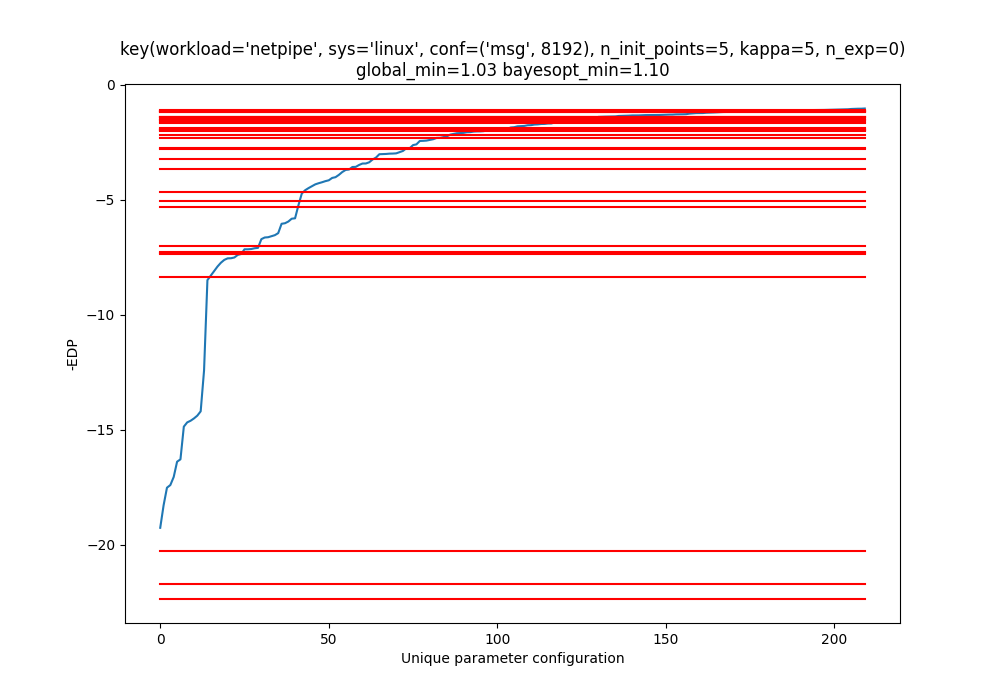 key(workload='netpipe', sys='linux', conf=('msg', 8192), n_init_points=5, kappa=5, n_exp=0)
global_min=1.03 bayesopt_min=1.10
0
−5
−10
−15
−20
-EDP
0 50 100 150 200
Unique parameter configuration